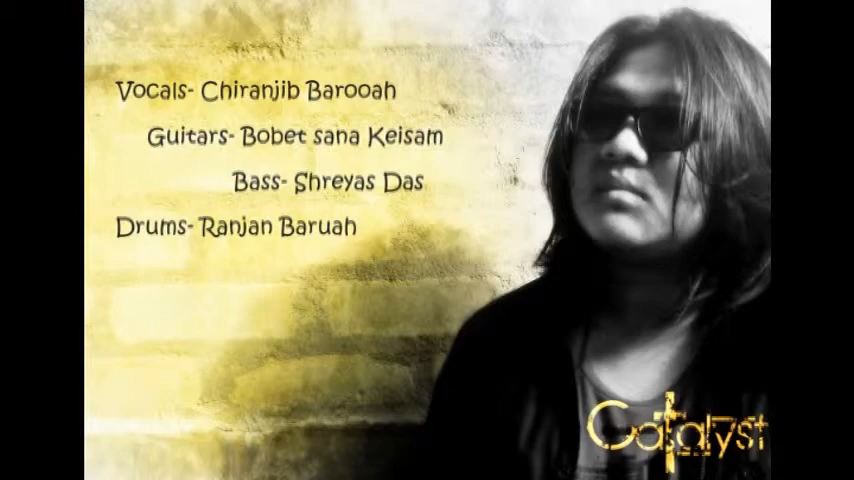 Vocals- Chiranjib Barooah
Guitars- Bobet sana Keisam
Bass- Shreyas Das
Drums- Ranjan Baruah
Catalyst